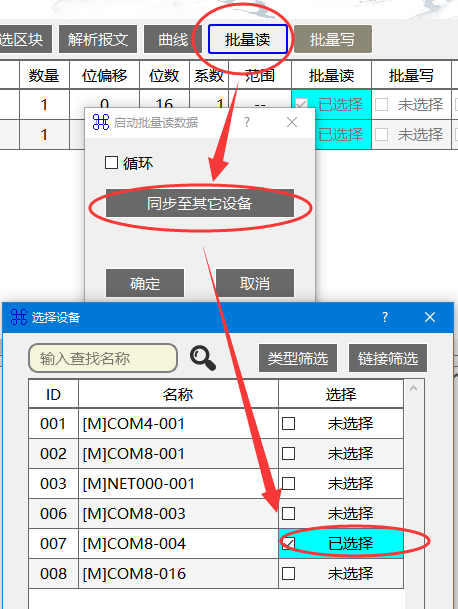 选区块 解析报文 曲线 批量读 批量写
数量 位偏移 位数 系数 范围 批量读 批量写
1 0 16 1 -- 已选择 未选择
1 已选择 未选择
启动批量读数据 ?
循环
同步至其它设备
确定 取消
选择设备 ?
输入查找名称 类型筛选 链接筛选
ID 名称 选择
001 [M]COM4-001 未选择
002 [M]COM8-001 未选择
003 [M]NET000-001 未选择
006 [M]COM8-003 未选择
007 [M]COM8-004 已选择
008 [M]COM8-016 未选择